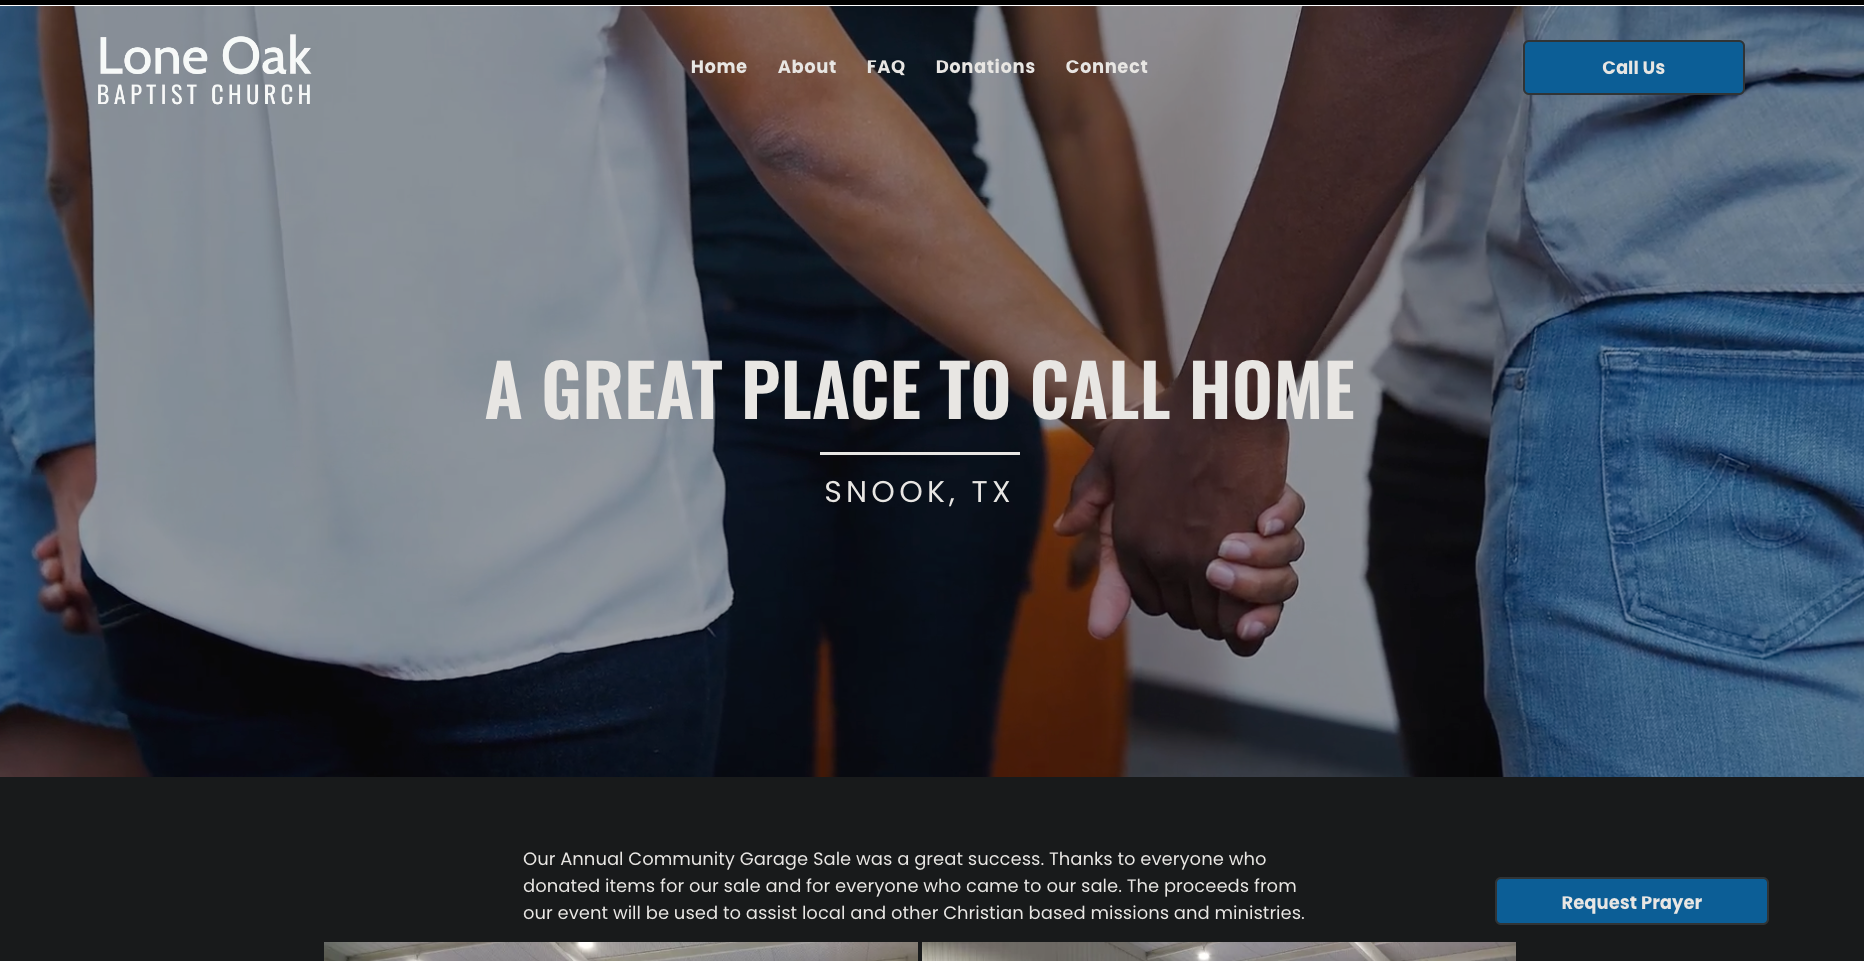 Lone Oak
BAPTIST CHURCH
Home About FAQ Donations Connect
Call Us
A GREAT PLACE TO CALL HOME
SNOOK, TX
Our Annual Community Garage Sale was a great success. Thanks to everyone who
donated items for our sale and for everyone who came to our sale. The proceeds from
our event will be used to assist local and other Christian based missions and ministries.
Request Prayer